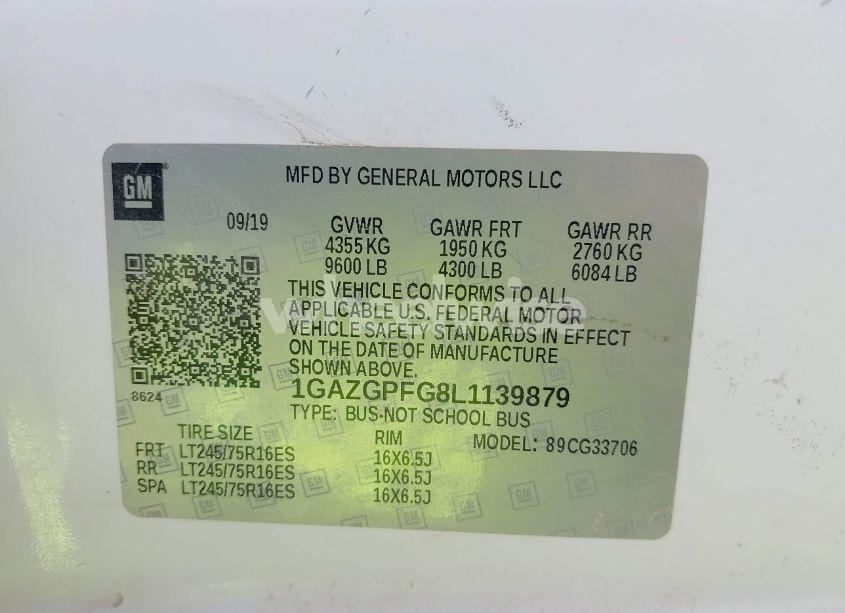 GM
MFD BY GENERAL MOTORS LLC
09/19 GVWR GAWR FRT GAWR RR
4355 KG 1950 KG 2760 KG
9600 LB 4300 LB 6084 LB
THIS VEHICLE CONFORMS TO ALL
APPLICABLE U.S. FEDERAL MOTOR
VEHICLE SAFETY STANDARDS IN EFFECT
ON THE DATE OF MANUFACTURE
SHOWN ABOVE.
8624
1GAZGPFG8L1139879
TYPE: BUS-NOT SCHOOL BUS
TIRE SIZE RIM MODEL: 89CG33706
FRT LT245/75R16ES 16X6.5J
RR LT245/75R16ES 16X6.5J
SPA LT245/75R16ES 16X6.5J